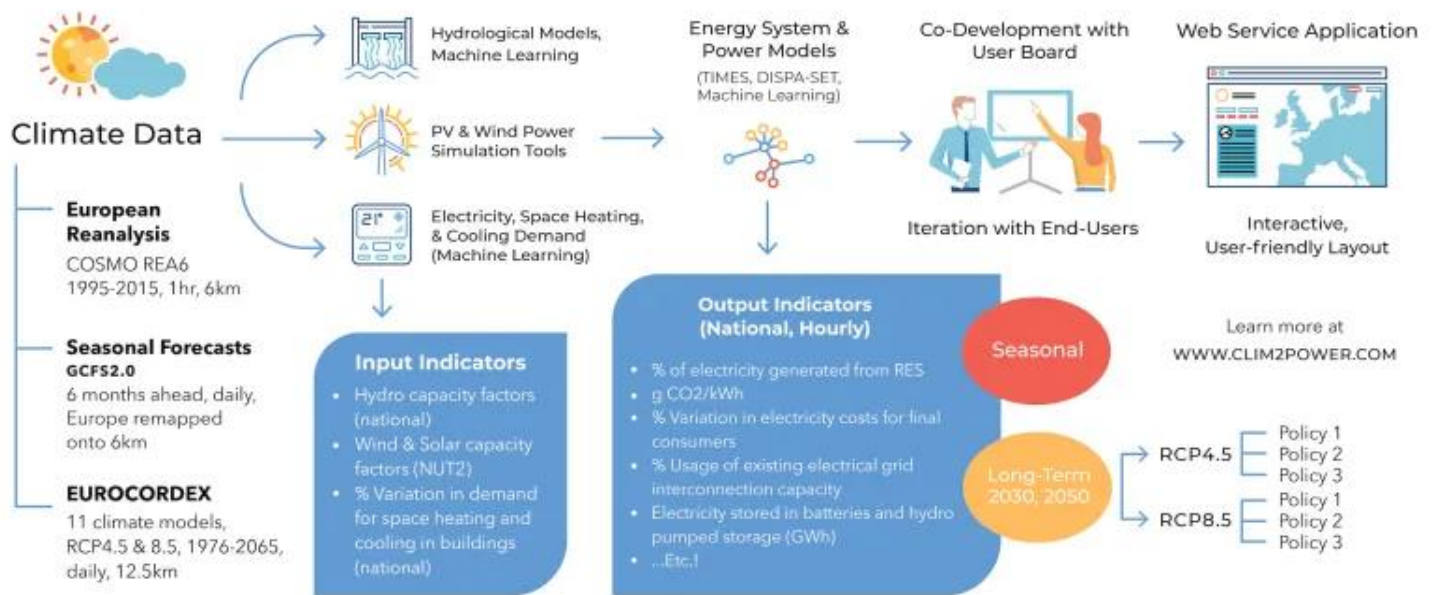 Climate Data
European
Reanalysis
COSMO REA6
1995-2015, 1hr, 6km
Seasonal Forecasts
GCFS2.0
6 months ahead, daily,
Europe remapped
onto 6km
EUROCORDEX
11 climate models,
RCP4.5 & 8.5, 1976-2065,
daily, 12.5km
Hydrological Models,
Machine Learning
PV & Wind Power
Simulation Tools
21°
Electricity, Space Heating,
& Cooling Demand
(Machine Learning)
Input Indicators
• Hydro capacity factors
(national)
• Wind & Solar capacity
factors (NUT2)
• % Variation in demand
for space heating and
cooling in buildings
(national)
Energy System &
Power Models
(TIMES, DISPA-SET,
Machine Learning)
Output Indicators
(National, Hourly)
• % of electricity generated from RES
• g CO2/kWh
• % Variation in electricity costs for final
consumers
• % Usage of existing electrical grid
interconnection capacity
• Electricity stored in batteries and hydro
pumped storage (GWh)
• ...Etc.!
Co-Development with
User Board
Iteration with End-Users
Web Service Application
Interactive,
User-friendly Layout
Learn more at
WWW.CLIM2POWER.COM
Seasonal
Long-Term
2030, 2050
RCP4.5
Policy 1
Policy 2
Policy 3
RCP8.5
Policy 1
Policy 2
Policy 3